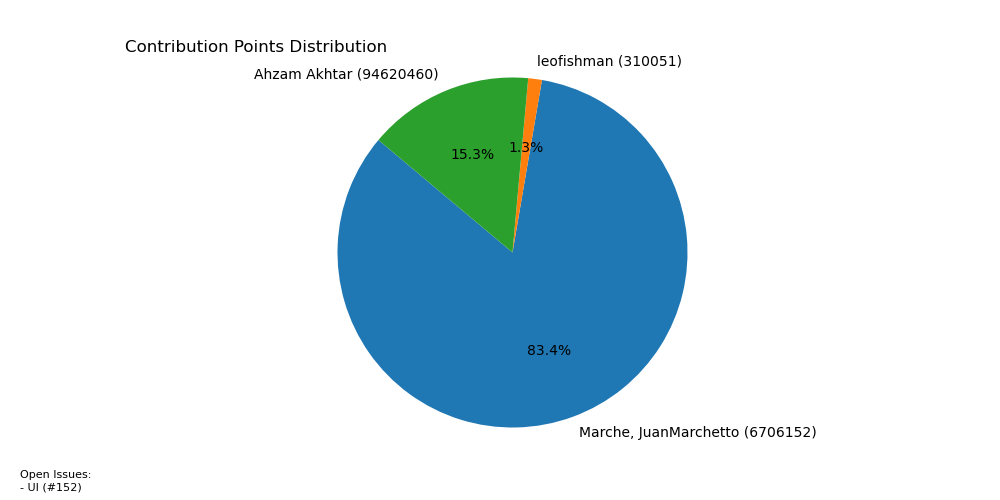 Contribution Points Distribution
leofishman (310051)
Ahzam Akhtar (94620460)
1.3%
15.3%
83.4%
Marche, JuanMarchetto (6706152)
Open Issues:
- UI (#152)